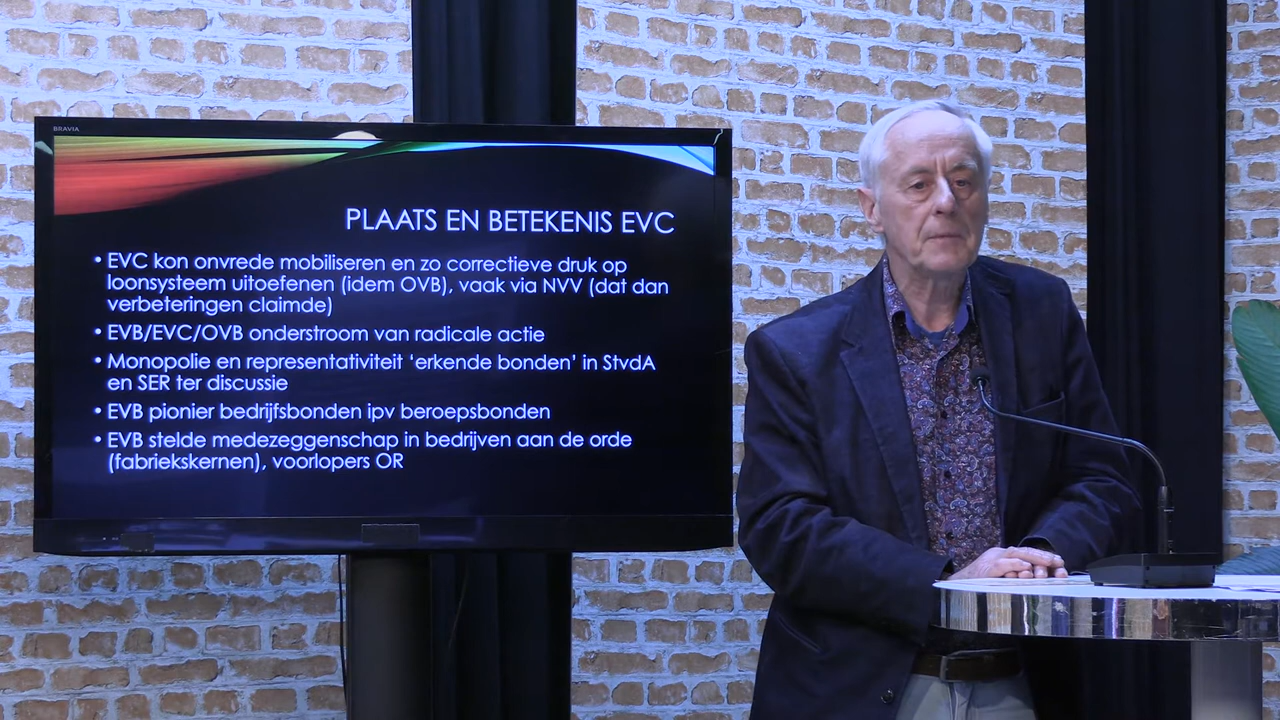 BRAVIA
PLAATS EN BETEKENIS EVC
• EVC kon onvrede mobiliseren en zo correctieve druk op
loonsysteem uitoefenen (idem OVB), vaak via NVV (dat dan
verbeteringen claimde)
• EVB/EVC/OVB onderstroom van radicale actie
• Monopolie en representativiteit ‘erkende bonden’ in StvdA
en SER ter discussie
• EVB pionier bedrijfsbonden ipv beroepsbonden
• EVB stelde medezeggenschap in bedrijven aan de orde
(fabriekskernen), voorlopers OR